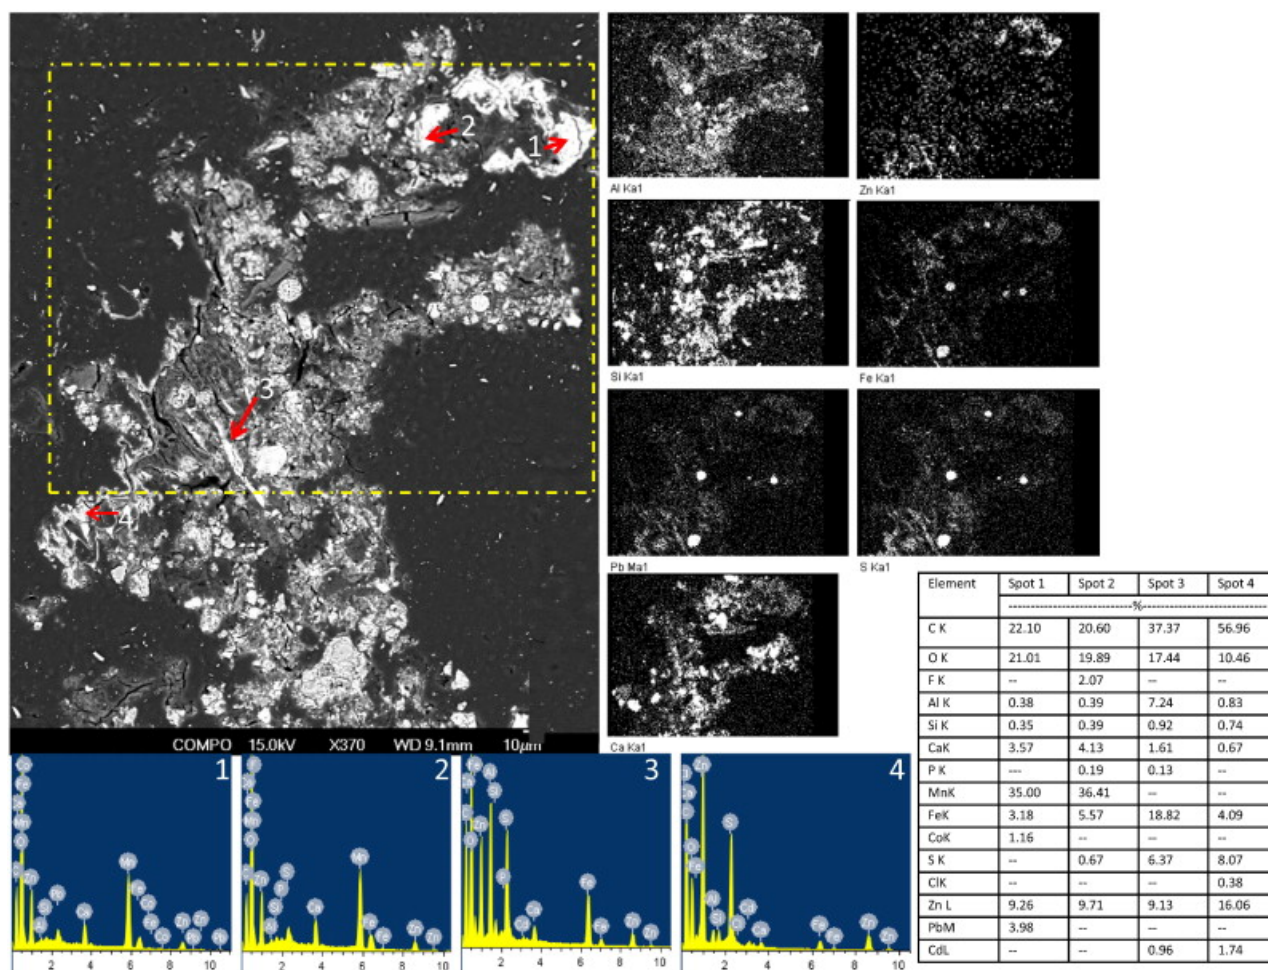 2
1
3
4
Al Ka1
Zn Ka1
Si Ka1
Fe Ka1
Pb Ma1
S Ka1
Ca Ka1
COMPO 15.0kV X370 WD 9.1mm 10μm
1
2
3
4
2 4 6 8 10
2 4 6 8 10
2 4 6 8 10
2 4 6 8 10
Element Spot 1 Spot 2 Spot 3 Spot 4
%
C K 22.10 20.60 37.37 56.96
O K 21.01 19.89 17.44 10.46
F K -- 2.07 -- --
Al K 0.38 0.39 7.24 0.83
Si K 0.35 0.39 0.92 0.74
CaK 3.57 4.13 1.61 0.67
P K --- 0.19 0.13 --
MnK 35.00 36.41 -- --
FeK 3.18 5.57 18.82 4.09
CoK 1.16 -- -- --
S K -- 0.67 6.37 8.07
ClK -- -- -- 0.38
Zn L 9.26 9.71 9.13 16.06
PbM 3.98 -- -- --
CdL -- -- 0.96 1.74